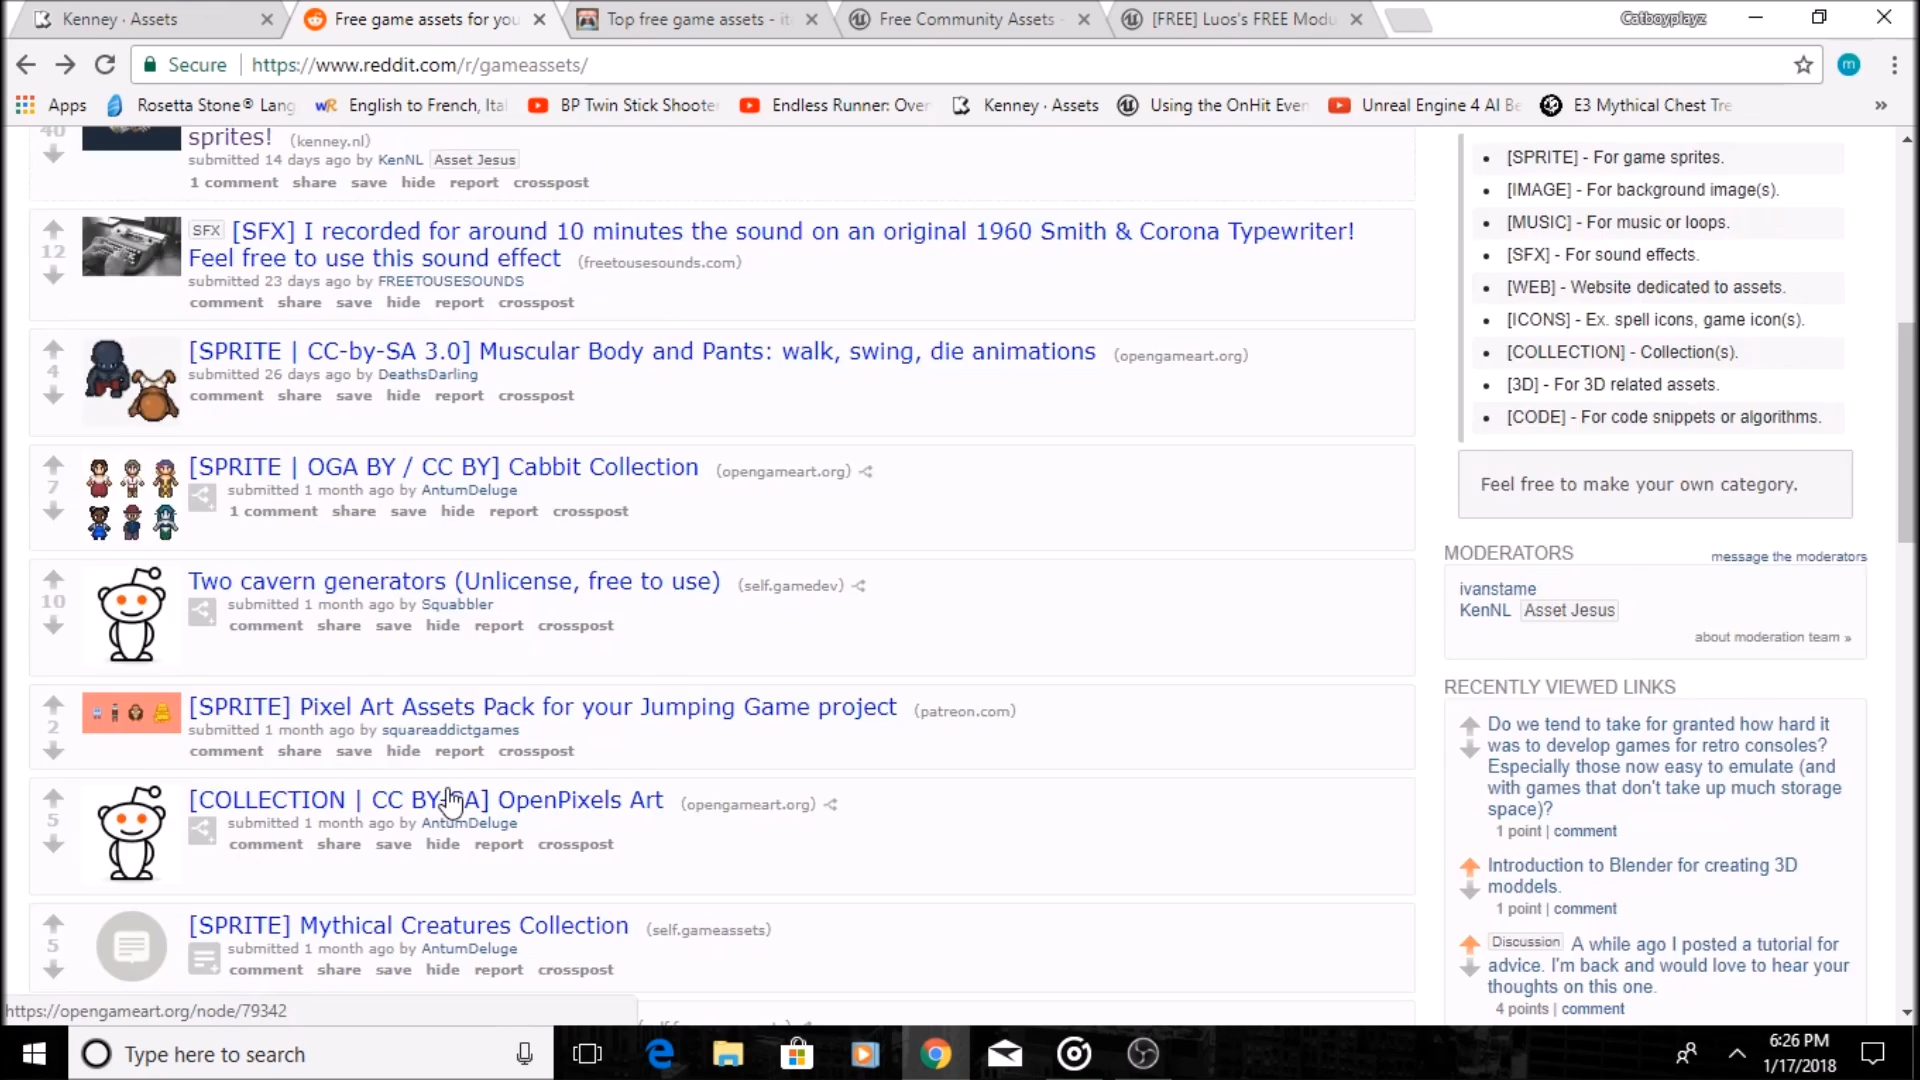 Kenney · Assets
Free game assets for you
Top free game assets - it
Free Community Assets -
[FREE] Luos's FREE Modu
Catboyplayz
Secure
https://www.reddit.com/r/gameassets/
m
Apps
Rosetta Stone® Lang
wR English to French, Ital
BP Twin Stick Shooter
Endless Runner: Over
Kenney · Assets
Using the OnHit Even
Unreal Engine 4 AI Be
E3 Mythical Chest Tre
»
40
sprites! (kenney.nl)
submitted 14 days ago by KenNL Asset Jesus
1 comment share save hide report crosspost
12
SFX [SFX] I recorded for around 10 minutes the sound on an original 1960 Smith & Corona Typewriter!
Feel free to use this sound effect (freetousesounds.com)
submitted 23 days ago by FREETOUSESOUNDS
comment share save hide report crosspost
4
[SPRITE | CC-by-SA 3.0] Muscular Body and Pants: walk, swing, die animations (opengameart.org)
submitted 26 days ago by DeathsDarling
comment share save hide report crosspost
7
[SPRITE | OGA BY / CC BY] Cabbit Collection (opengameart.org)
submitted 1 month ago by AntumDeluge
1 comment share save hide report crosspost
10
Two cavern generators (Unlicense, free to use) (self.gamedev)
submitted 1 month ago by Squabbler
comment share save hide report crosspost
2
[SPRITE] Pixel Art Assets Pack for your Jumping Game project (patreon.com)
submitted 1 month ago by squareaddictgames
comment share save hide report crosspost
5
[COLLECTION | CC BY-SA] OpenPixels Art (opengameart.org)
submitted 1 month ago by AntumDeluge
comment share save hide report crosspost
5
[SPRITE] Mythical Creatures Collection (self.gameassets)
submitted 1 month ago by AntumDeluge
comment share save hide report crosspost
https://opengameart.org/node/79342
[SPRITE] - For game sprites.
[IMAGE] - For background image(s).
[MUSIC] - For music or loops.
[SFX] - For sound effects.
[WEB] - Website dedicated to assets.
[ICONS] - Ex. spell icons, game icon(s).
[COLLECTION] - Collection(s).
[3D] - For 3D related assets.
[CODE] - For code snippets or algorithms.
Feel free to make your own category.
MODERATORS
message the moderators
ivanstame
KenNL Asset Jesus
about moderation team »
RECENTLY VIEWED LINKS
Do we tend to take for granted how hard it
was to develop games for retro consoles?
Especially those now easy to emulate (and
with games that don't take up much storage
space)?
1 point | comment
Introduction to Blender for creating 3D
moddels.
1 point | comment
Discussion A while ago I posted a tutorial for
advice. I'm back and would love to hear your
thoughts on this one.
4 points | comment
Type here to search
6:26 PM
1/17/2018